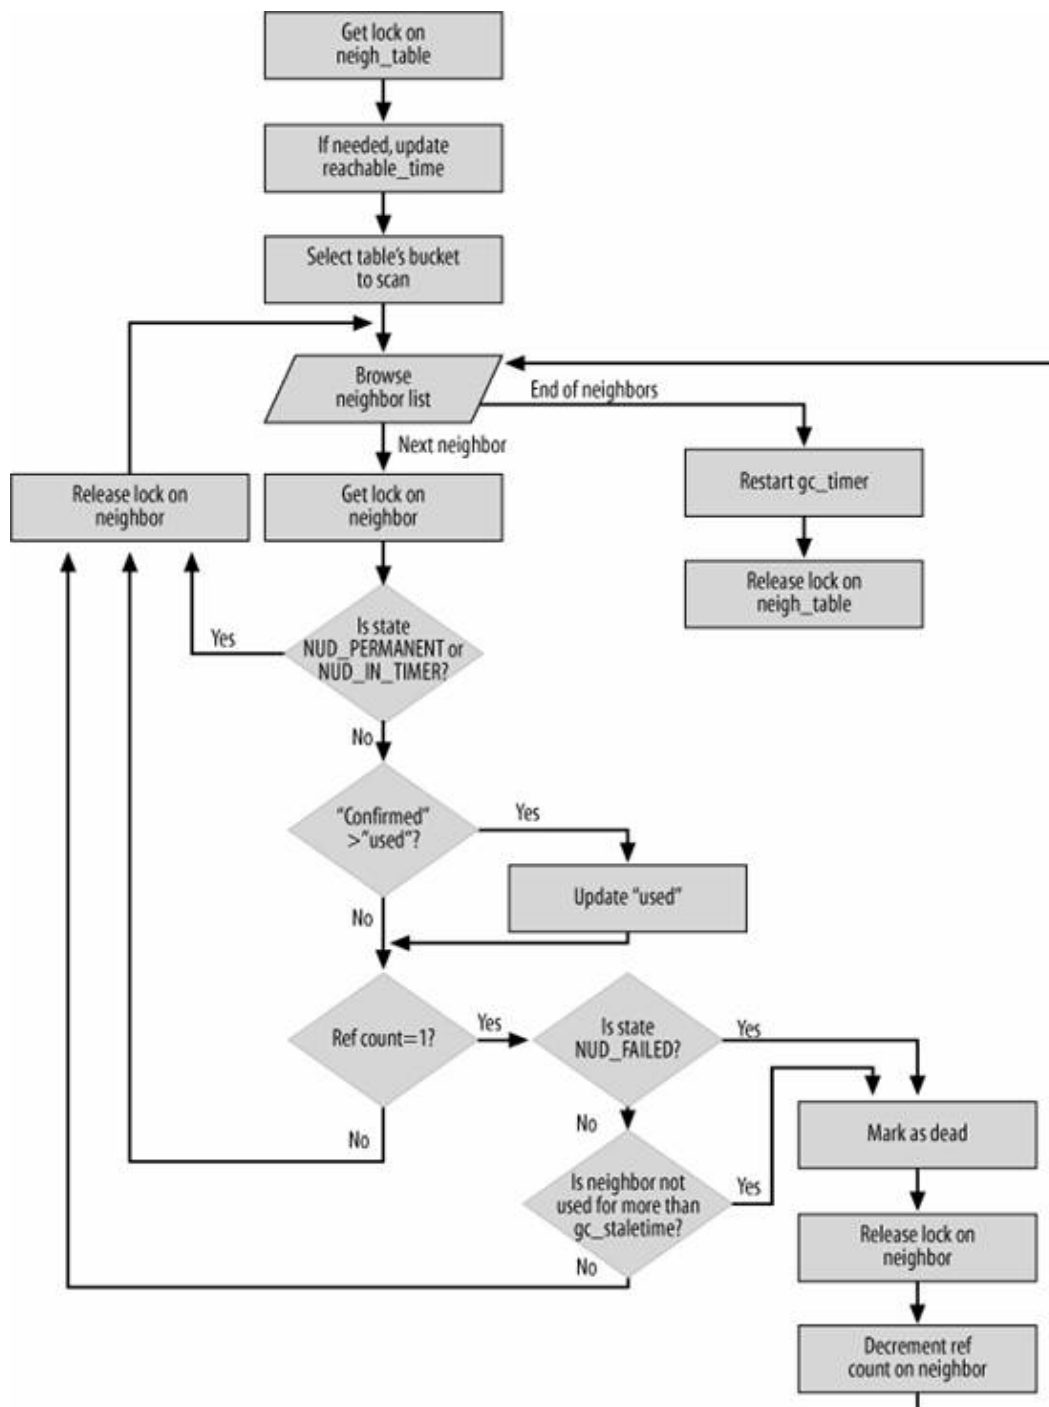 Get lock on
neigh_table
If needed, update
reachable_time
Select table's bucket
to scan
Browse
neighbor list
End of neighbors
Next neighbor
Release lock on
neighbor
Get lock on
neighbor
Restart gc_timer
Release lock on
neigh_table
Is state
NUD_PERMANENT or
NUD_IN_TIMER?
Yes
No
“Confirmed”
>“used”?
Yes
Update “used”
No
Ref count=1?
Yes
Is state
NUD_FAILED?
Yes
No
No
Mark as dead
Is neighbor not
used for more than
gc_staletime?
Yes
No
Release lock on
neighbor
Decrement ref
count on neighbor